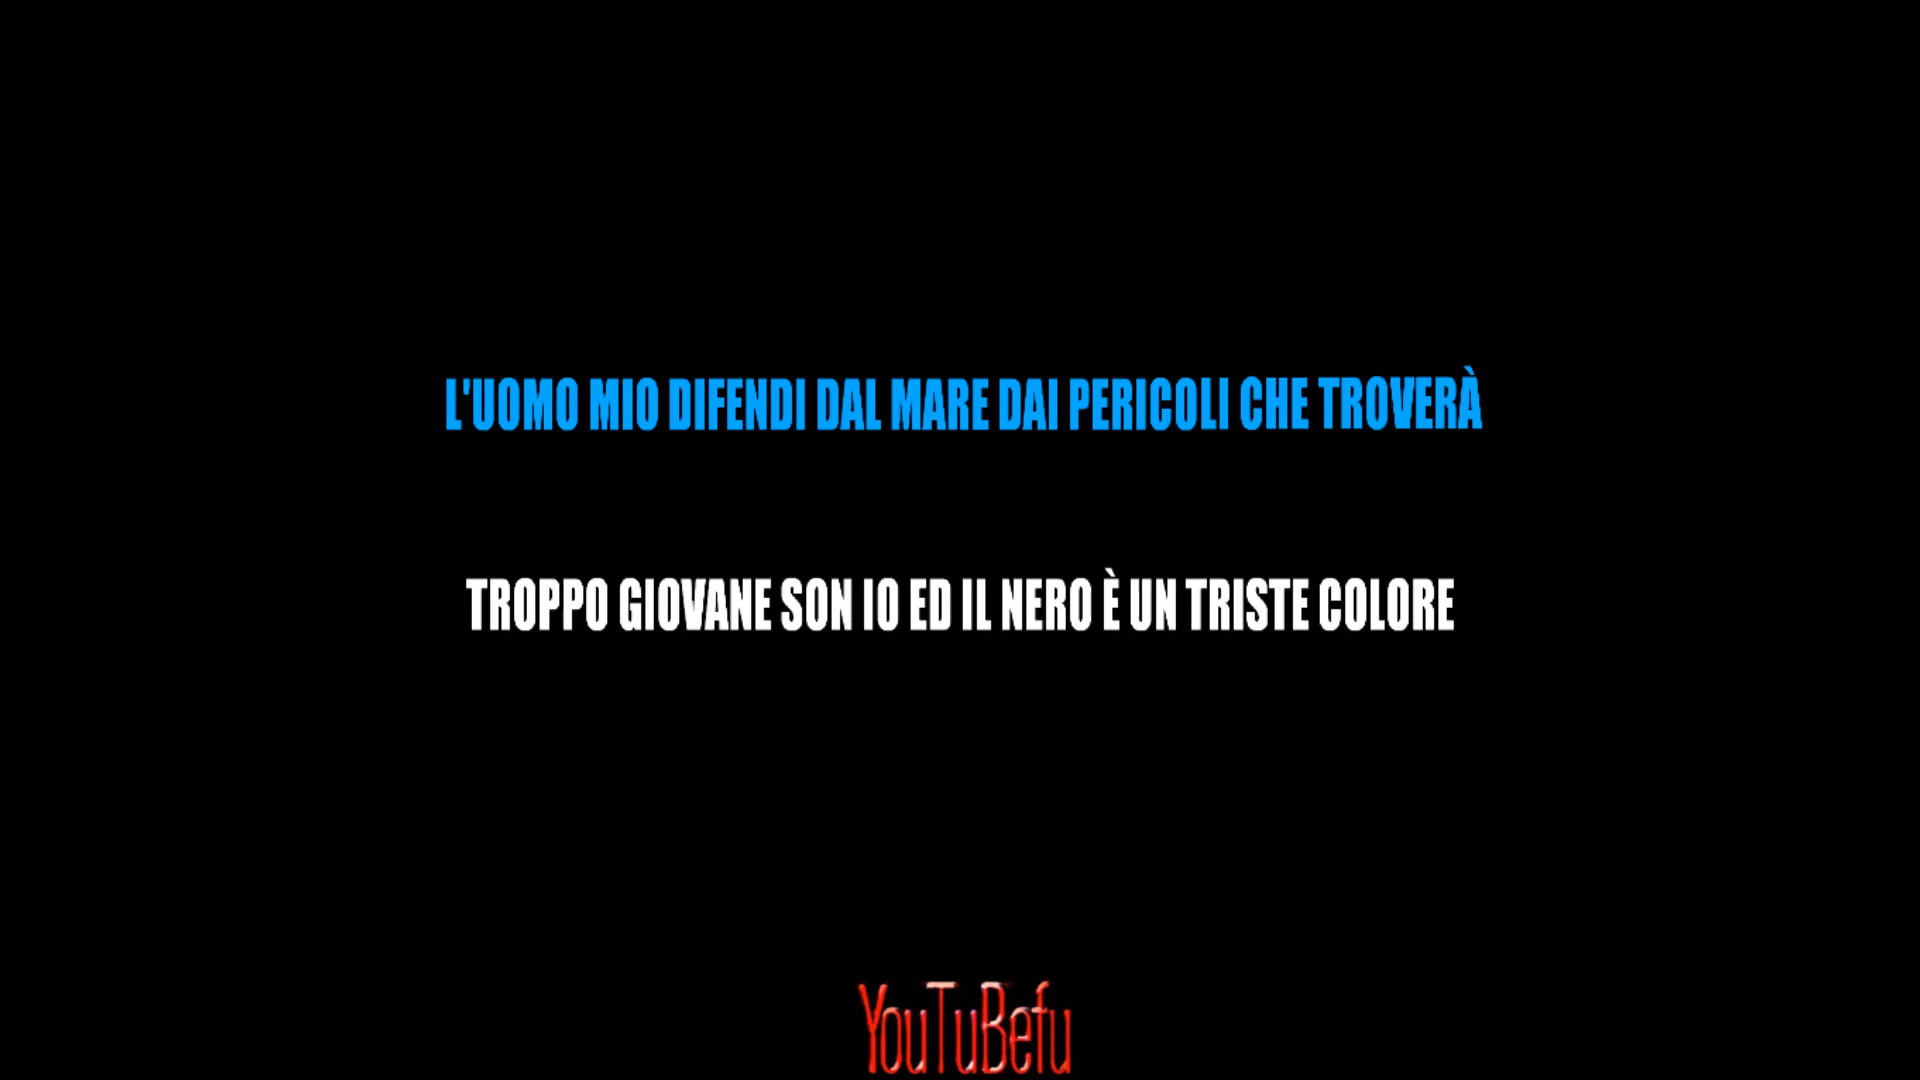 L'UOMO MIO DIFENDI DAL MARE DAI PERICOLI CHE TROVERÀ
TROPPO GIOVANE SON IO ED IL NERO È UN TRISTE COLORE
YouTuBefu